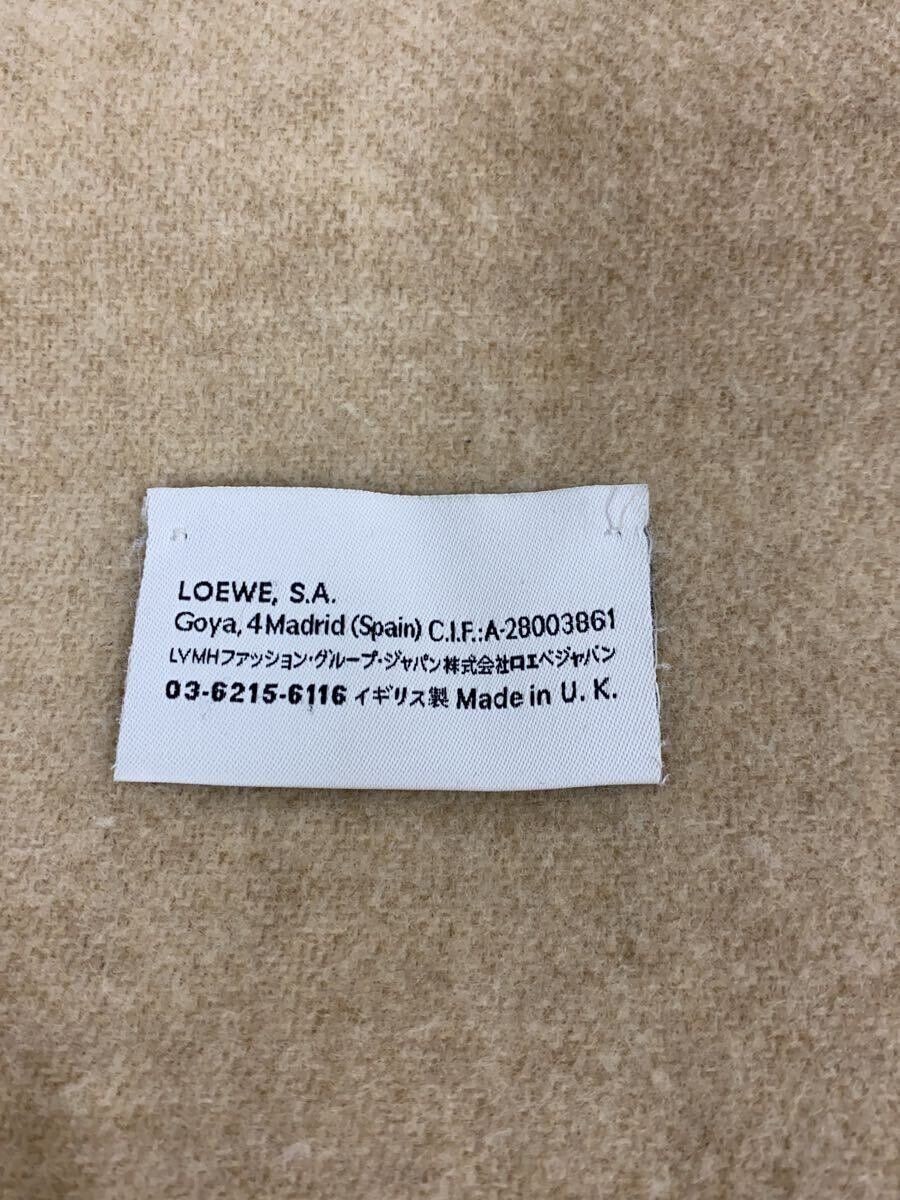 LOEWE, S.A.
Goya, 4 Madrid (Spain) C.I.F.:A-28003861
LVMHファッション・グループ・ジャパン株式会社ロエベジャパン
03-6215-6116 イギリス製 Made in U. K.